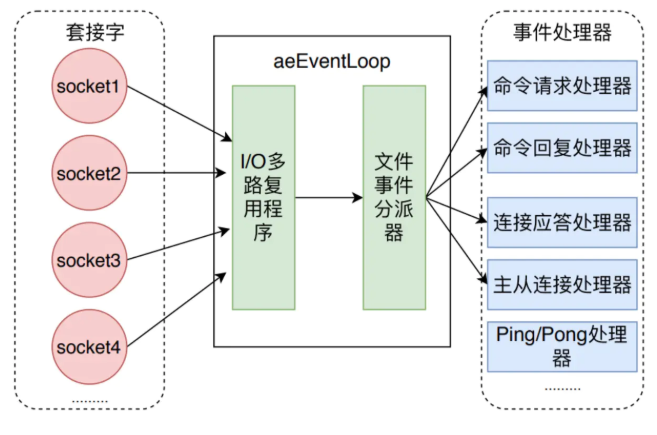 套接字
socket1
socket2
socket3
socket4
.........
aeEventLoop
I/O多
路复
用程
序
文件
事件
分派
器
事件处理器
命令请求处理器
命令回复处理器
连接应答处理器
主从连接处理器
Ping/Pong处理
器
.........